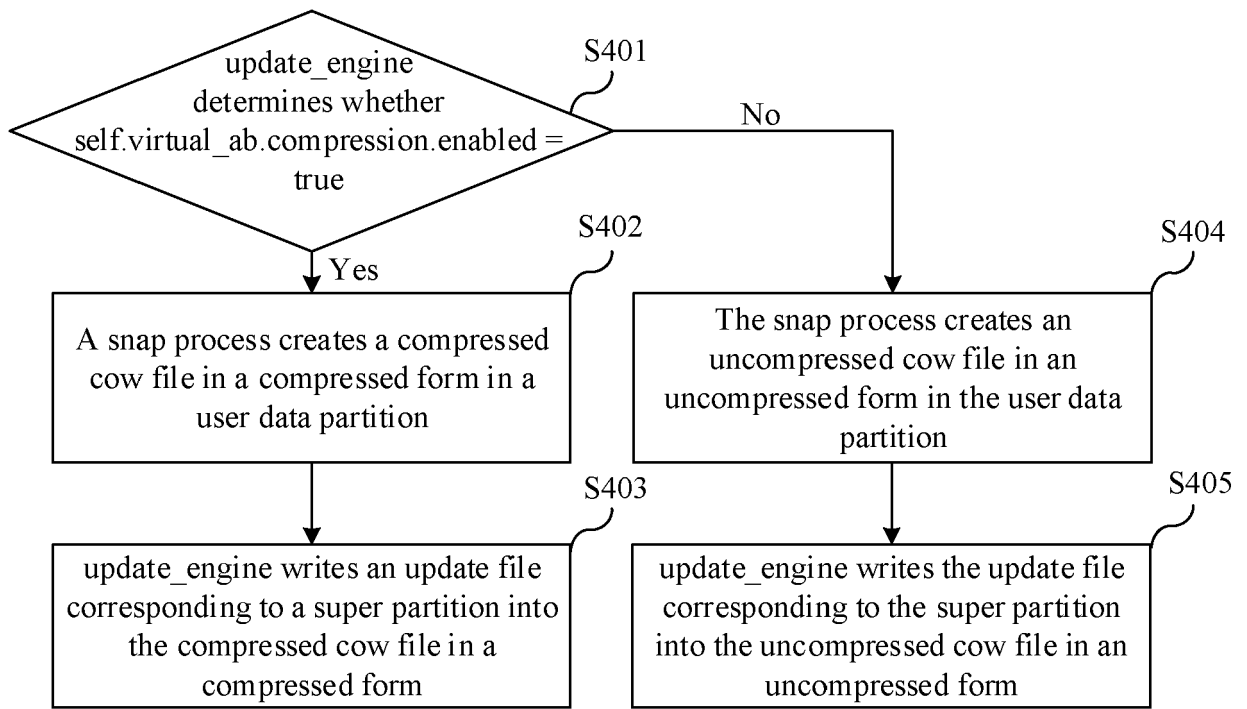 update_engine
determines whether
self.virtual_ab.compression.enabled =
true
S401
No
Yes
S402
A snap process creates a compressed
cow file in a compressed form in a
user data partition
S404
The snap process creates an
uncompressed cow file in an
uncompressed form in the user data
partition
S403
update_engine writes an update file
corresponding to a super partition into
the compressed cow file in a
compressed form
S405
update_engine writes the update file
corresponding to the super partition
into the uncompressed cow file in an
uncompressed form